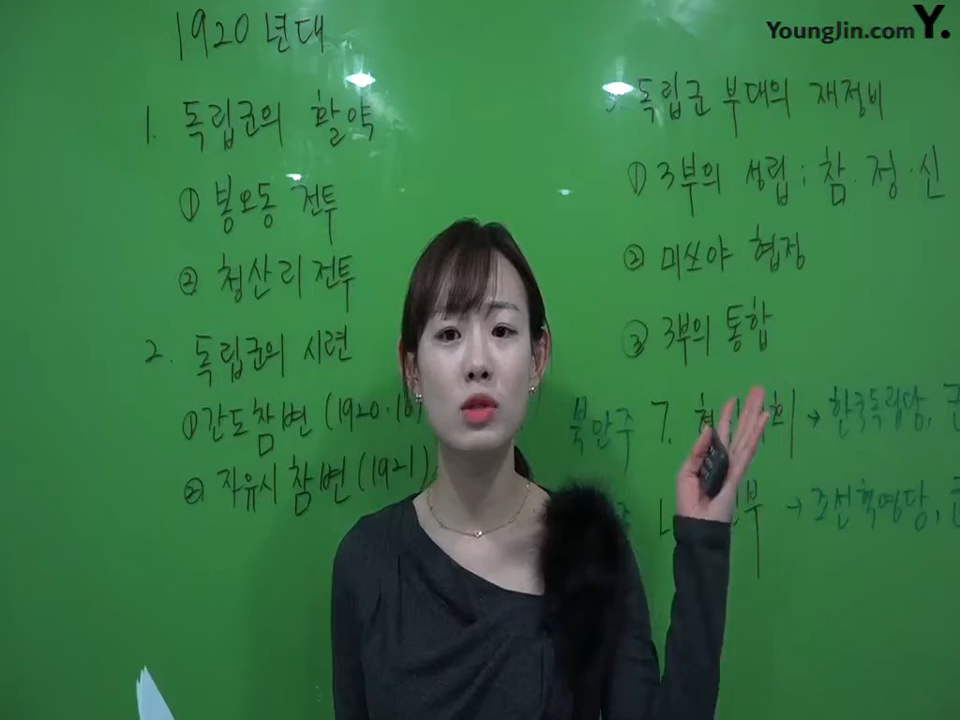 YoungJin.com Y.
1920년대
1. 독립군의 활약
① 봉오동 전투
② 청산리 전투
2. 독립군의 시련
① 간도참변 (1920.10)
② 자유시 참변 (1921)
3. 독립군 부대의 재정비
① 3부의 성립 ; 참·정·신
② 미쓰야 협정
③ 3부의 통합
북만주 ㄱ. → 한국독립당,
ㄴ. → 조선혁명당,